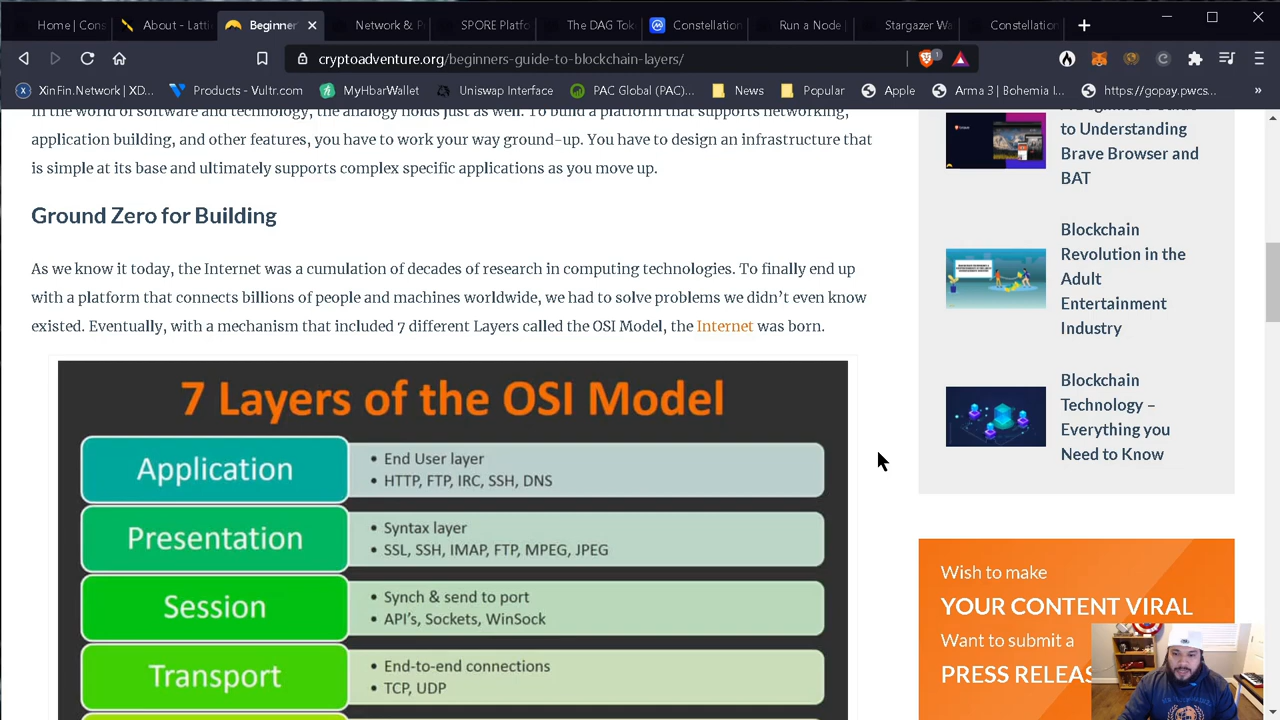 Home | Cons
About - Latti
Beginner
Network & P
SPORE Platfo
The DAG Tok
Constellation
Run a Node |
Stargazer Wa
Constellation
cryptoadventure.org/beginners-guide-to-blockchain-layers/
1
XinFin.Network | XD...
Products - Vultr.com
MyHbarWallet
Uniswap Interface
PAC Global (PAC)...
News
Popular
Apple
Arma 3 | Bohemia I...
https://gopay.pwcs...
»
In the world of software and technology, the analogy holds just as well. To build a platform that supports networking,
application building, and other features, you have to work your way ground-up. You have to design an infrastructure that
is simple at its base and ultimately supports complex specific applications as you move up.
Ground Zero for Building
As we know it today, the Internet was a cumulation of decades of research in computing technologies. To finally end up
with a platform that connects billions of people and machines worldwide, we had to solve problems we didn't even know
existed. Eventually, with a mechanism that included 7 different Layers called the OSI Model, the Internet was born.
7 Layers of the OSI Model
Application
• End User layer
• HTTP, FTP, IRC, SSH, DNS
Presentation
• Syntax layer
• SSL, SSH, IMAP, FTP, MPEG, JPEG
Session
• Synch & send to port
• API's, Sockets, WinSock
Transport
• End-to-end connections
• TCP, UDP
to Understanding
Brave Browser and
BAT
Blockchain
Revolution in the
Adult
Entertainment
Industry
Blockchain
Technology –
Everything you
Need to Know
Wish to make
YOUR CONTENT VIRAL
Want to submit a
PRESS RELEAS